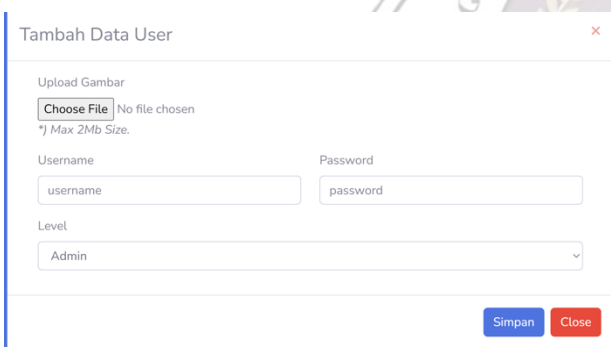 Tambah Data User ×
Upload Gambar
Choose File No file chosen
*) Max 2Mb Size.
Username Password
username password
Level
Admin
Simpan Close